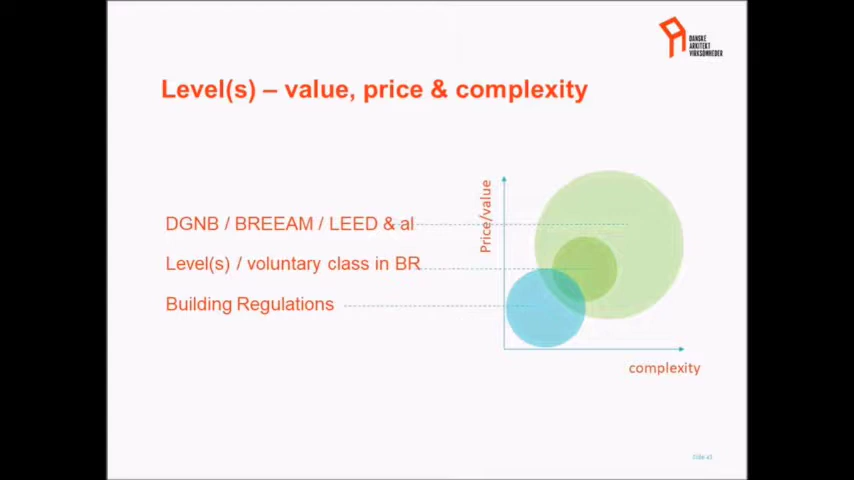 DANSKE
ARKITEKT
VIRKSOMHEDER
Level(s) – value, price & complexity
DGNB / BREEAM / LEED & al
Level(s) / voluntary class in BR
Building Regulations
Price/value
complexity